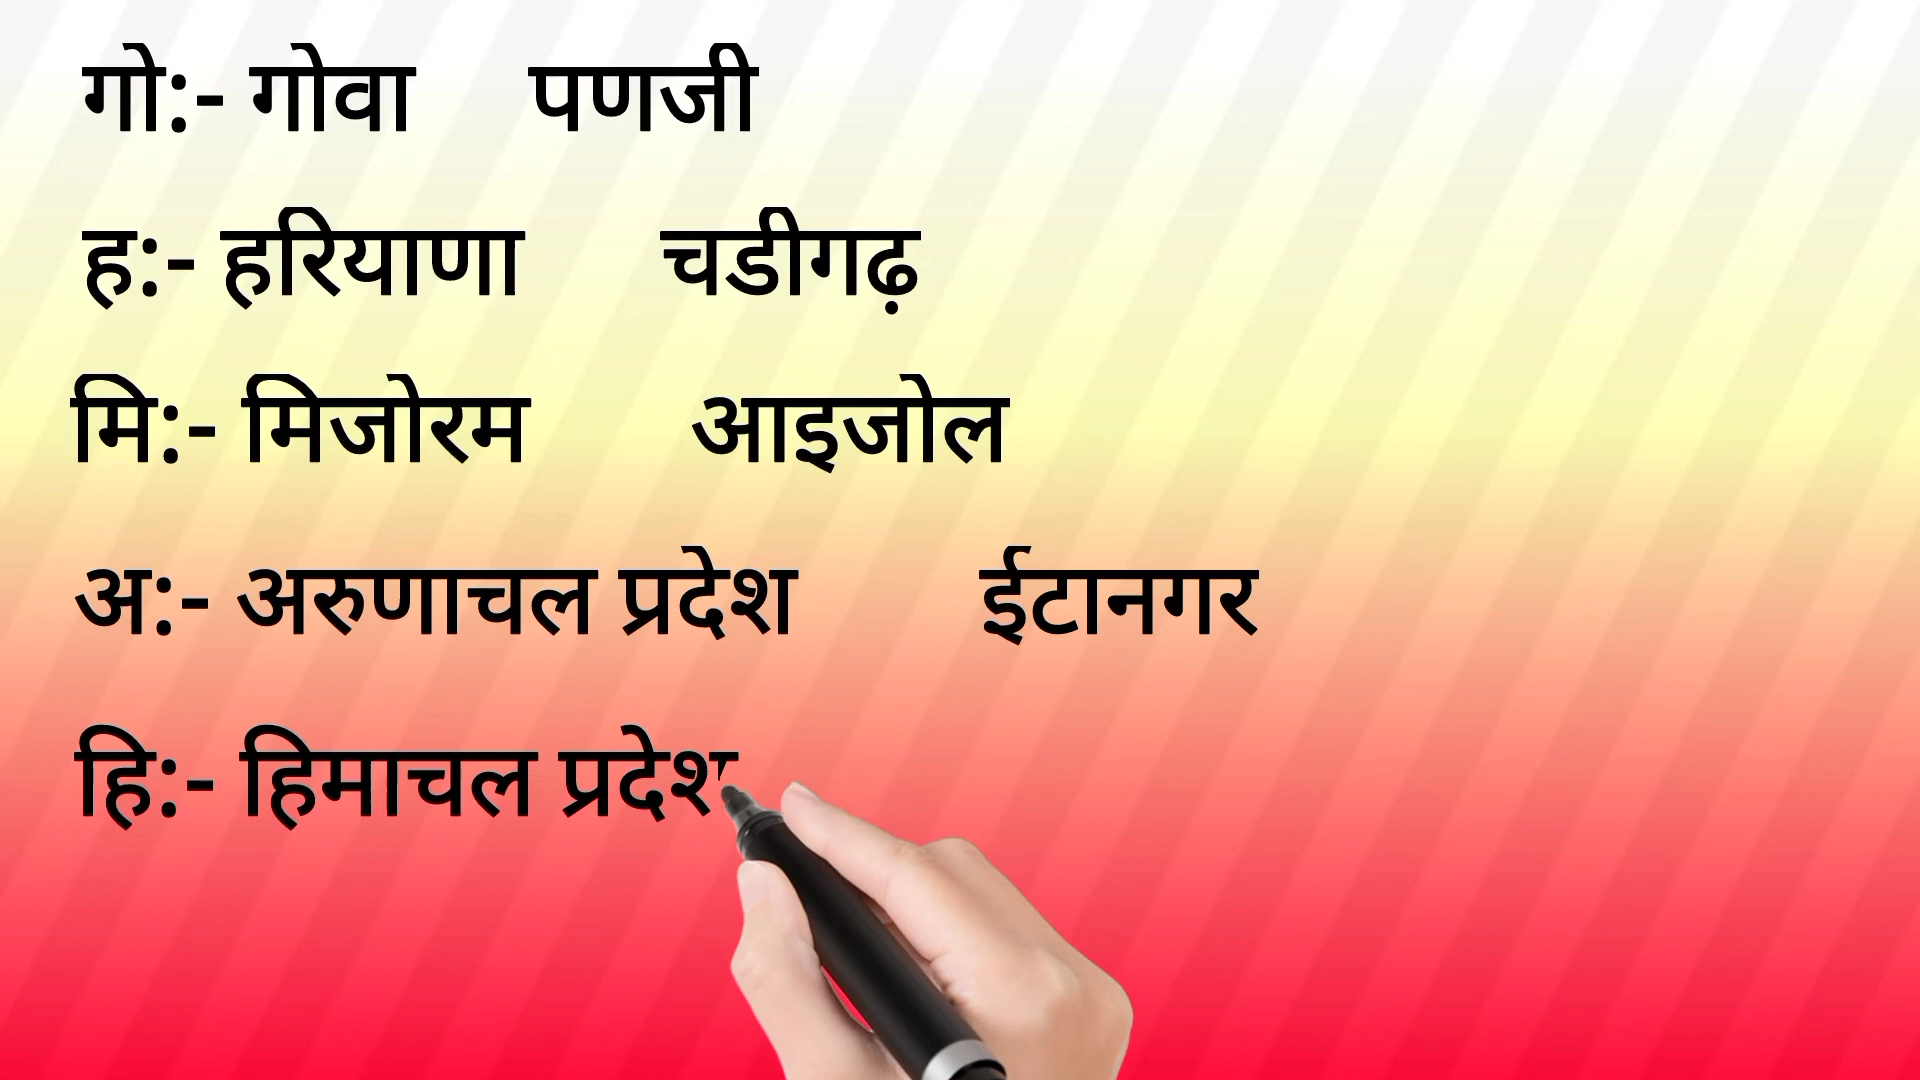 गो:- गोवा पणजी
ह:- हरियाणा चडीगढ़
मि:- मिजोरम आइजोल
अ:- अरुणाचल प्रदेश ईटानगर
हि:- हिमाचल प्रदेश